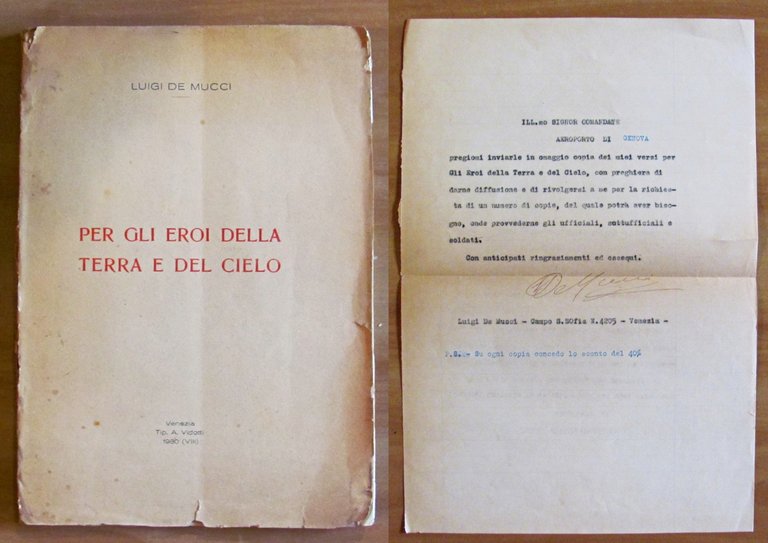 LUIGI DE MUCCI
PER GLI EROI DELLA
TERRA E DEL CIELO
Venezia
Tip. A. Vidotti
1930 (VIII)
ILL.mo SIGNOR COMANDATE
AEROPORTO DI GENOVA
pregiomi inviarle in omaggio copia dei miei versi per
Gli Eroi della Terra e del Cielo, con preghiera di
darne diffusione e di rivolgersi a me per la richies-
ta di un numero di copie, del quale potrà aver biso-
gno, onde provvederne gli ufficiali, sottufficiali e
soldati.
Con anticipati ringraziamenti ed ossequi.
De Mucci
Luigi De Mucci - Campo S.SOfia N.4205 - Venezia -
P.S.- Su ogni copia concedo lo sconto del 40%